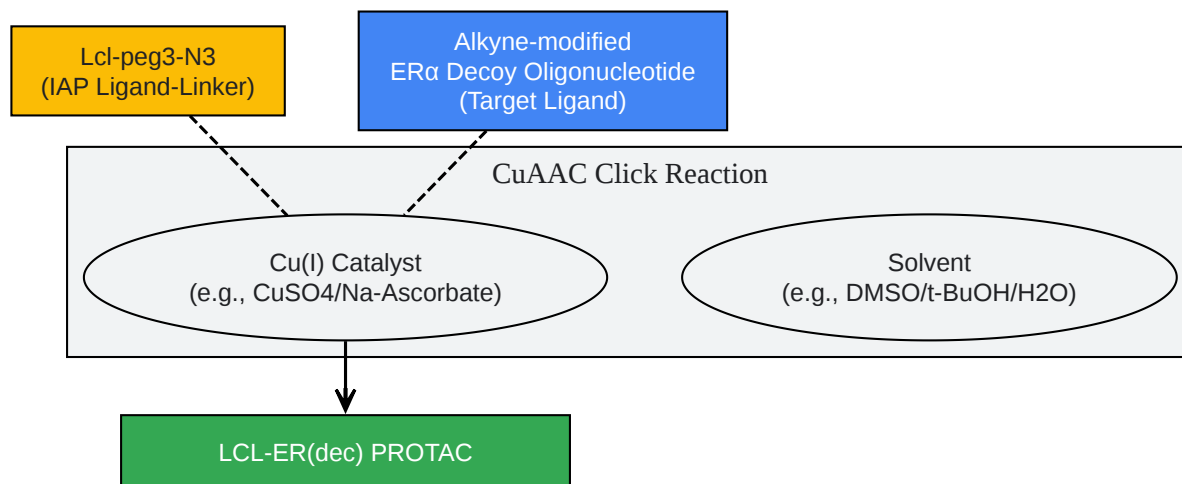 Lcl-peg3-N3
(IAP Ligand-Linker)
Alkyne-modified
ERα Decoy Oligonucleotide
(Target Ligand)
CuAAC Click Reaction
Cu(I) Catalyst
(e.g., CuSO4/Na-Ascorbate)
Solvent
(e.g., DMSO/t-BuOH/H2O)
LCL-ER(dec) PROTAC